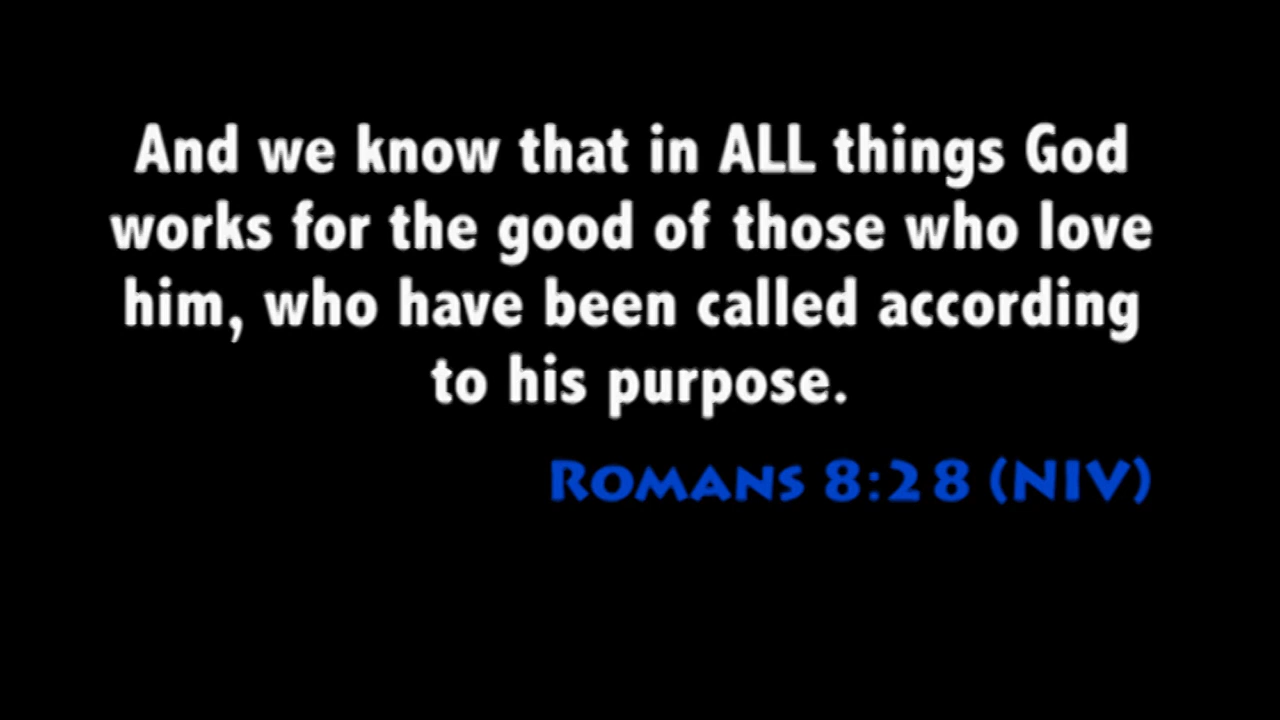 And we know that in ALL things God
works for the good of those who love
him, who have been called according
to his purpose.
Romans 8:28 (NIV)